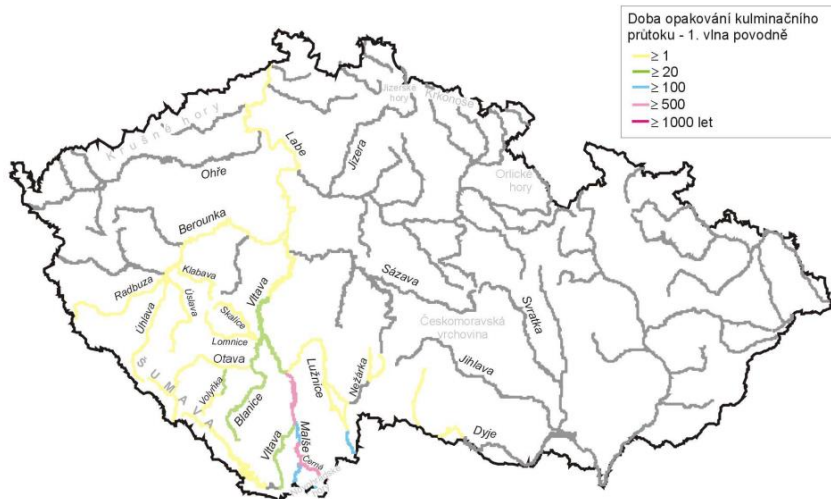 Doba opakování kulminačního
průtoku - 1. vlna povodně
≥ 1
≥ 20
≥ 100
≥ 500
≥ 1000 let
Jizerské
hory
Krkonoše
Krušné hory
Labe
Jizera
Ohře
Orlické
hory
Berounka
Klabava
Radbuza
Úhlava
Úslava
Skalice
Vltava
Sázava
Svratka
Lomnice
Otava
Českomoravská
vrchovina
ŠUMAVA
Volyňka
Blanice
Lužnice
Nežárka
Jihlava
Vltava
Malše
Černá
Dyje
hory